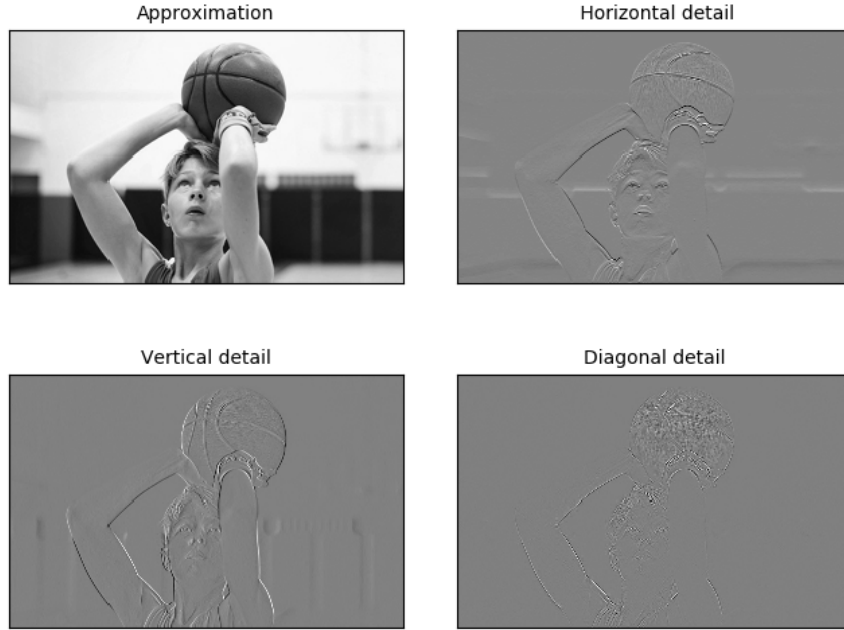 Approximation
Horizontal detail
Vertical detail
Diagonal detail